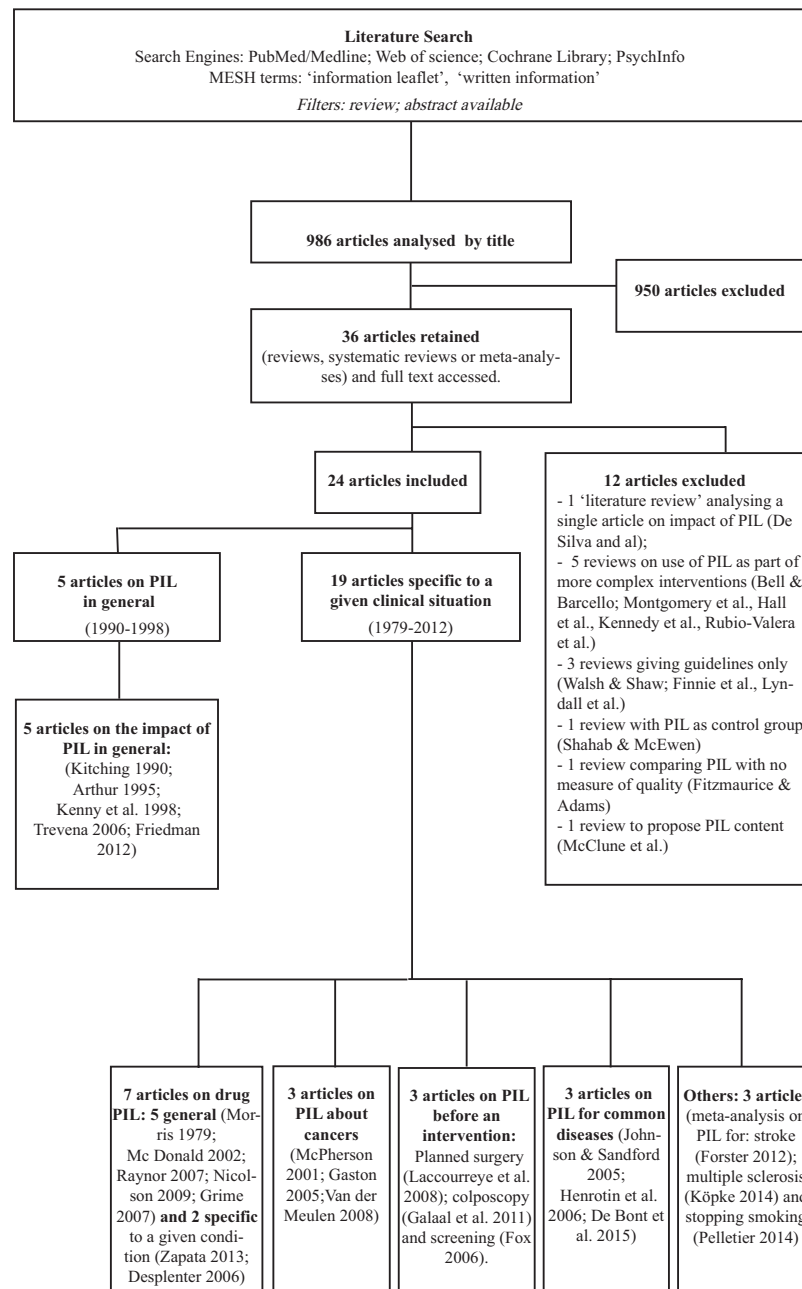 Literature Search
Search Engines: PubMed/Medline; Web of science; Cochrane Library; PsychInfo
MESH terms: ‘information leaflet’, ‘written information’
Filters: review; abstract available
986 articles analysed by title
950 articles excluded
36 articles retained
(reviews, systematic reviews or meta-analy-
ses) and full text accessed.
24 articles included
12 articles excluded
- 1 ‘literature review’ analysing a
single article on impact of PIL (De
Silva and al);
- 5 reviews on use of PIL as part of
more complex interventions (Bell &
Barcello; Montgomery et al., Hall
et al., Kennedy et al., Rubio-Valera
et al.)
- 3 reviews giving guidelines only
(Walsh & Shaw; Finnie et al., Lyn-
dall et al.)
- 1 review with PIL as control group
(Shahab & McEwen)
- 1 review comparing PIL with no
measure of quality (Fitzmaurice &
Adams)
- 1 review to propose PIL content
(McClune et al.)
5 articles on PIL
in general
(1990-1998)
19 articles specific to a
given clinical situation
(1979-2012)
5 articles on the impact of
PIL in general:
(Kitching 1990;
Arthur 1995;
Kenny et al. 1998;
Trevena 2006; Friedman
2012)
7 articles on drug
PIL: 5 general (Mor-
ris 1979;
Mc Donald 2002;
Raynor 2007; Nicol-
son 2009; Grime
2007) and 2 specific
to a given condi-
tion (Zapata 2013;
Desplenter 2006)
3 articles on
PIL about
cancers
(McPherson
2001; Gaston
2005;Van der
Meulen 2008)
3 articles on PIL
before an
intervention:
Planned surgery
(Laccourreye et al.
2008); colposcopy
(Galaal et al. 2011)
and screening (Fox
2006).
3 articles on
PIL for common
diseases (John-
son & Sandford
2005;
Henrotin et al.
2006; De Bont et
al. 2015)
Others: 3 article
(meta-analysis on
PIL for: stroke
(Forster 2012);
multiple sclerosis
(Köpke 2014) and
stopping smoking
(Pelletier 2014)